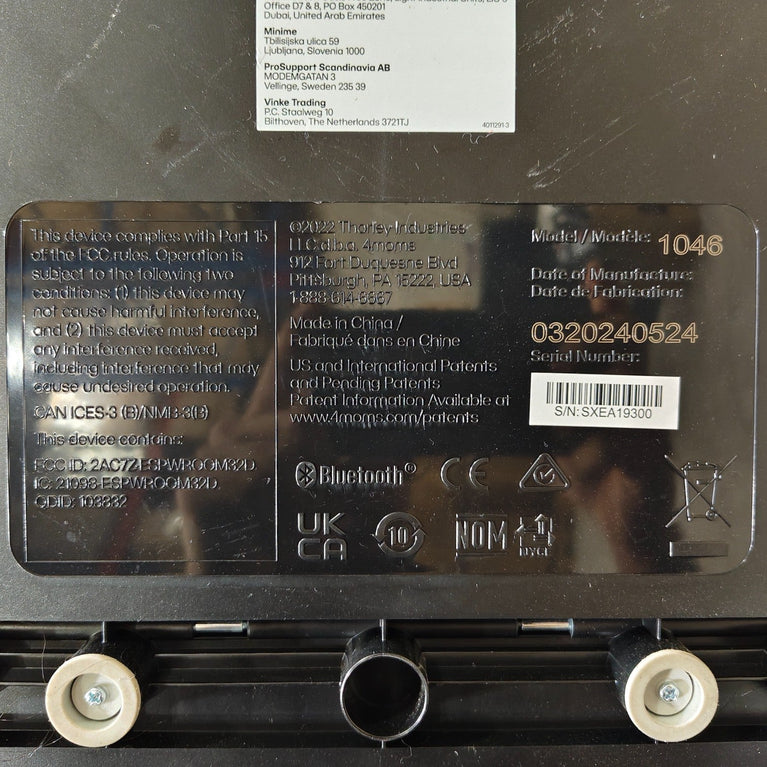 Office D7 & 8, PO Box 450201
Dubai, United Arab Emirates
Minime
Tbilisijska ulica 59
Ljubljana, Slovenia 1000
ProSupport Scandinavia AB
MODEMGATAN 3
Vellinge, Sweden 235 39
Vinke Trading
P.C. Staalweg 10
Bilthoven, The Netherlands 3721TJ
4011291-3
This device complies with Part 15
of the FCC rules. Operation is
subject to the following two
conditions: (1) this device may
not cause harmful interference,
and (2) this device must accept
any interference received,
including interference that may
cause undesired operation.
CAN ICES-3 (B)/NMB-3(B)
This device contains:
FCC ID: 2AC7Z-ESPWROOM32D
IC: 21098-ESPWROOM32D
QDID: 103832
©2022 Thorley Industries
LLC d.b.a. 4moms
912 Fort Duquesne Blvd
Pittsburgh, PA 15222, USA
1-888-614-6667
Made in China /
Fabriqué dans en Chine
US and International Patents
and Pending Patents
Patent Information Available at
www.4moms.com/patents
Model / Modèle: 1046
Date of Manufacture:
Date de Fabrication:
0320240524
Serial Number:
S/N: SXEA19300
Bluetooth®
CE
UK
CA
10
NOM
NYCE